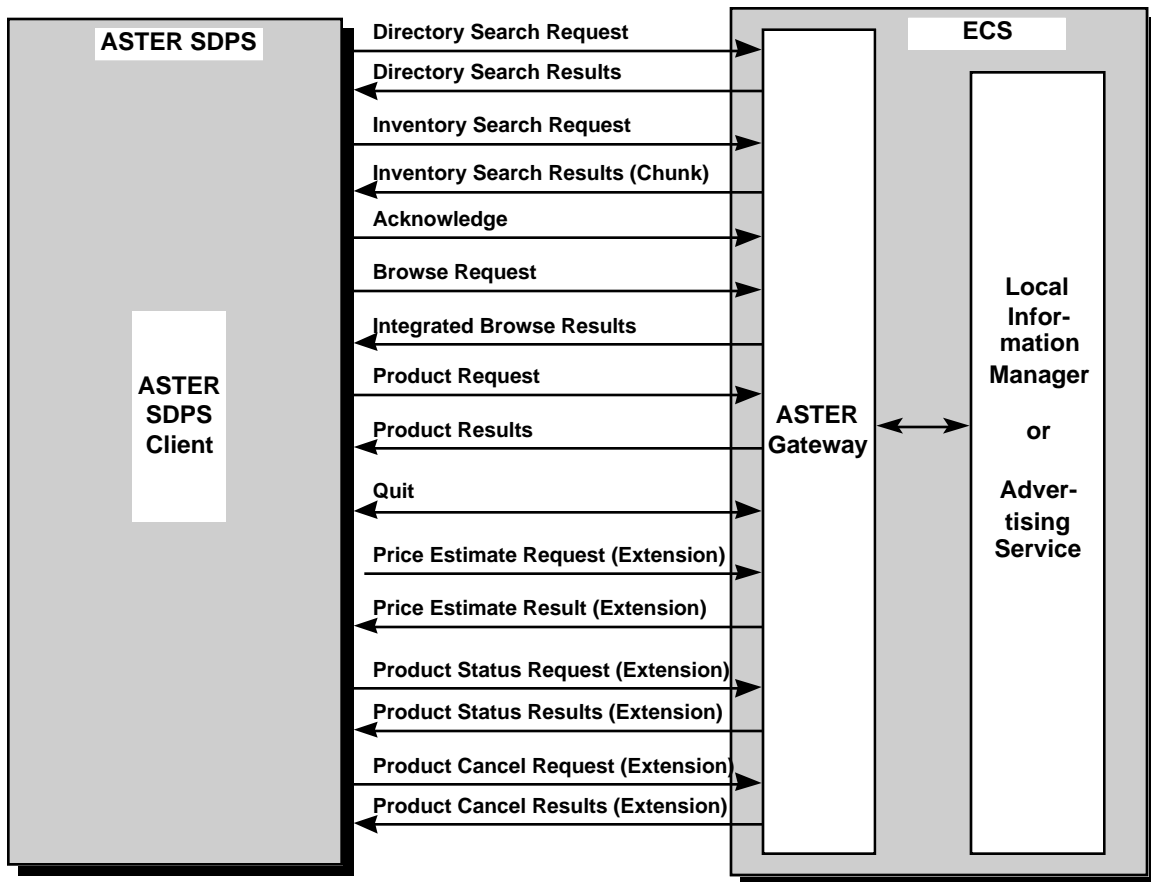 ASTER SDPS
ASTER
SDPS
Client
Directory Search Request
Directory Search Results
Inventory Search Request
Inventory Search Results (Chunk)
Acknowledge
Browse Request
Integrated Browse Results
Product Request
Product Results
Quit
Price Estimate Request (Extension)
Price Estimate Result (Extension)
Product Status Request (Extension)
Product Status Results (Extension)
Product Cancel Request (Extension)
Product Cancel Results (Extension)
ECS
ASTER
Gateway
Local
Infor-
mation
Manager
or
Adver-
tising
Service